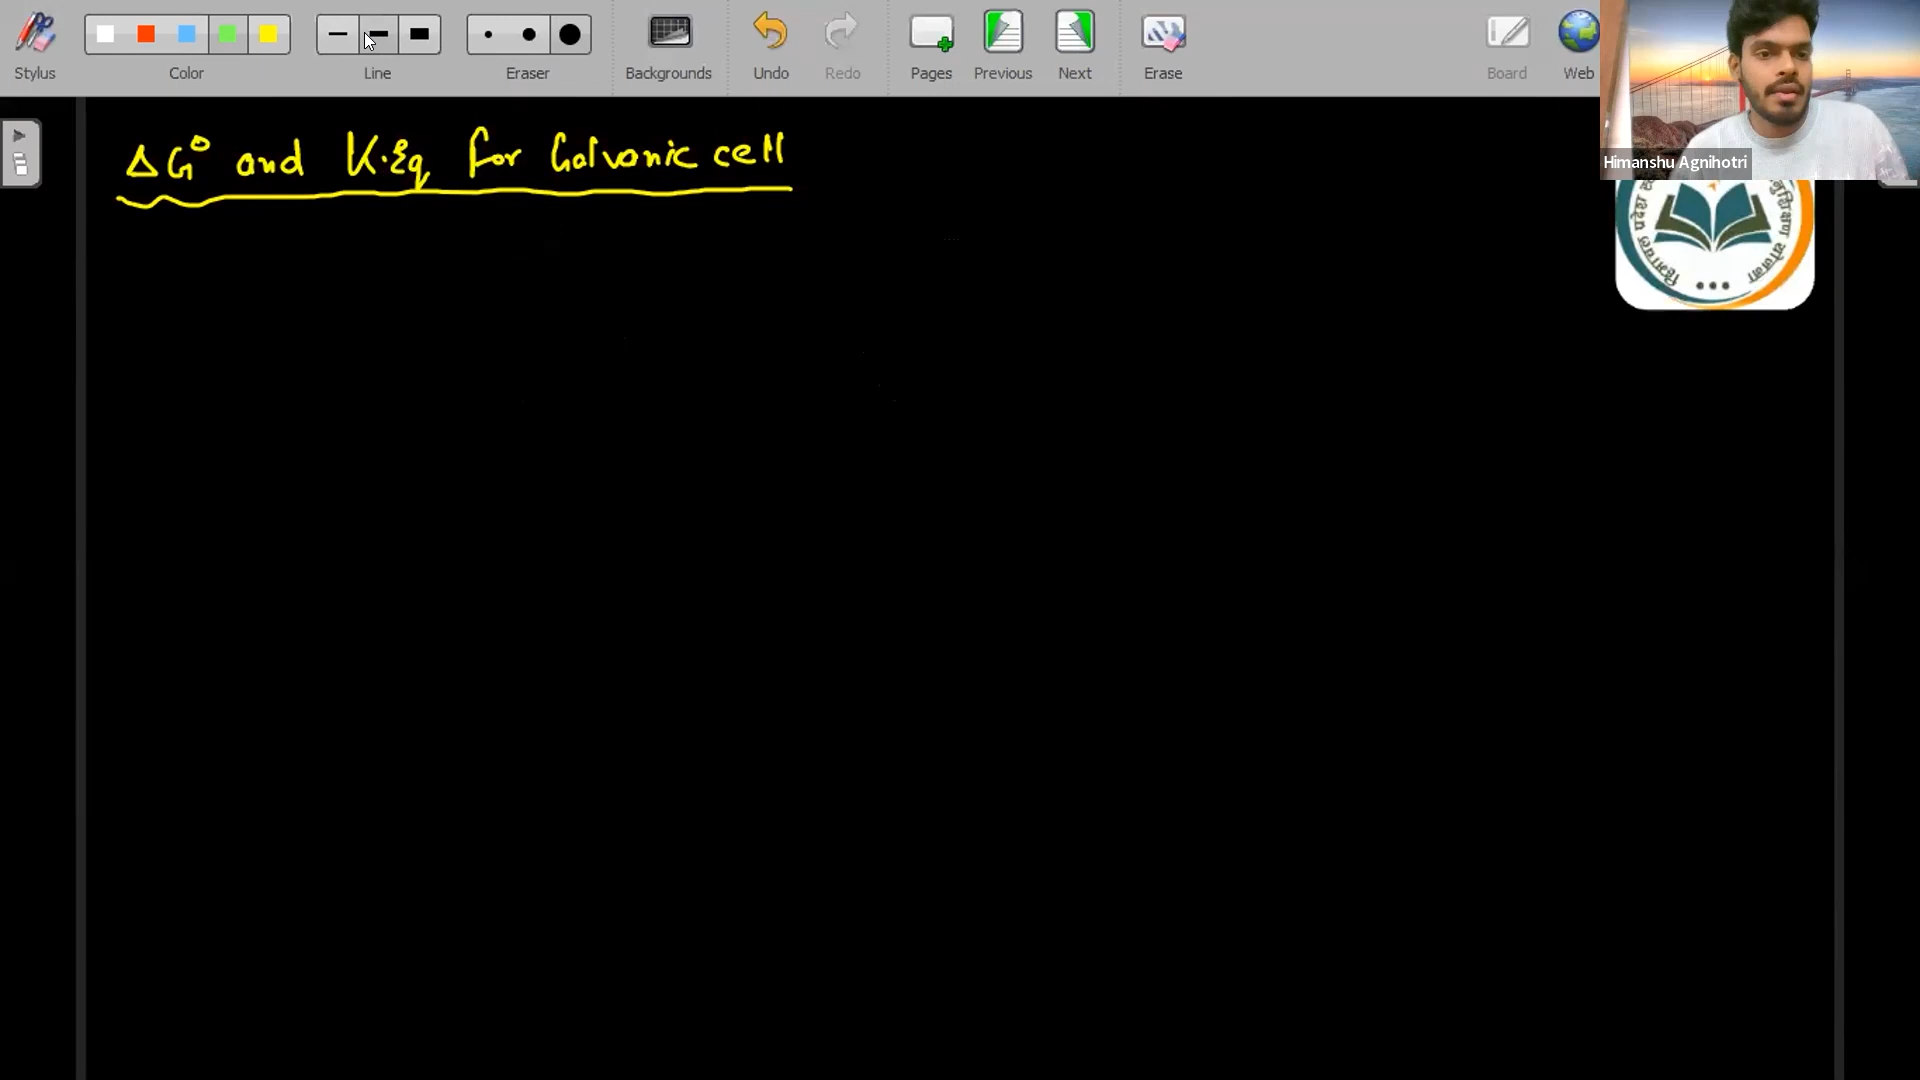 Stylus Color Line Eraser Backgrounds Undo Redo Pages Previous Next Erase Board Web
Himanshu Agnihotri
ΔG° and K.Eq for Galvanic cell